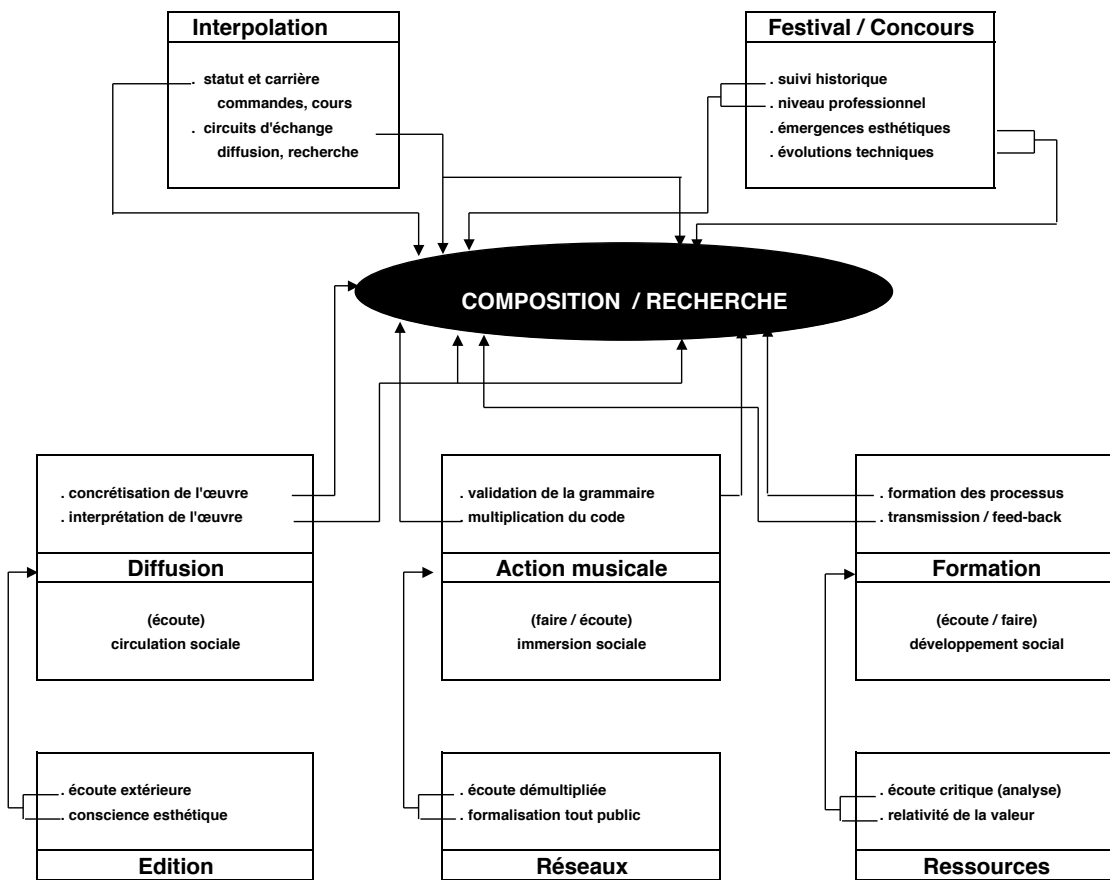 Interpolation
. statut et carrière
commandes, cours
. circuits d'échange
diffusion, recherche
Festival / Concours
. suivi historique
. niveau professionnel
. émergences esthétiques
. évolutions techniques
COMPOSITION / RECHERCHE
. concrétisation de l'œuvre
. interprétation de l'œuvre
Diffusion
(écoute)
circulation sociale
. validation de la grammaire
. multiplication du code
Action musicale
(faire / écoute)
immersion sociale
. formation des processus
. transmission / feed-back
Formation
(écoute / faire)
développement social
. écoute extérieure
. conscience esthétique
Edition
. écoute démultipliée
. formalisation tout public
Réseaux
. écoute critique (analyse)
. relativité de la valeur
Ressources